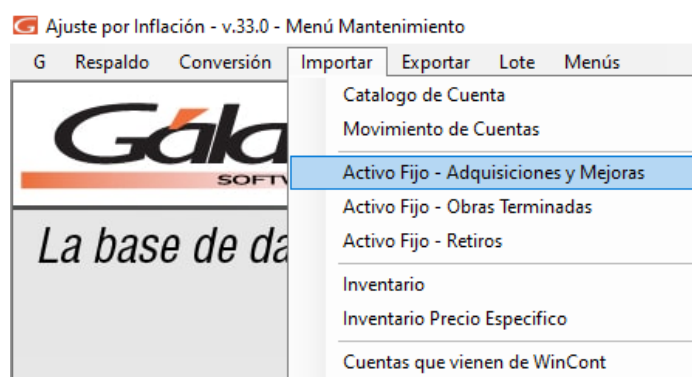 Ajuste por Inflación - v.33.0 - Menú Mantenimiento
G Respaldo Conversión Importar Exportar Lote Menús
Catalogo de Cuenta
Movimiento de Cuentas
Activo Fijo - Adquisiciones y Mejoras
Activo Fijo - Obras Terminadas
Activo Fijo - Retiros
Inventario
Inventario Precio Especifico
Cuentas que vienen de WinCont
La base de